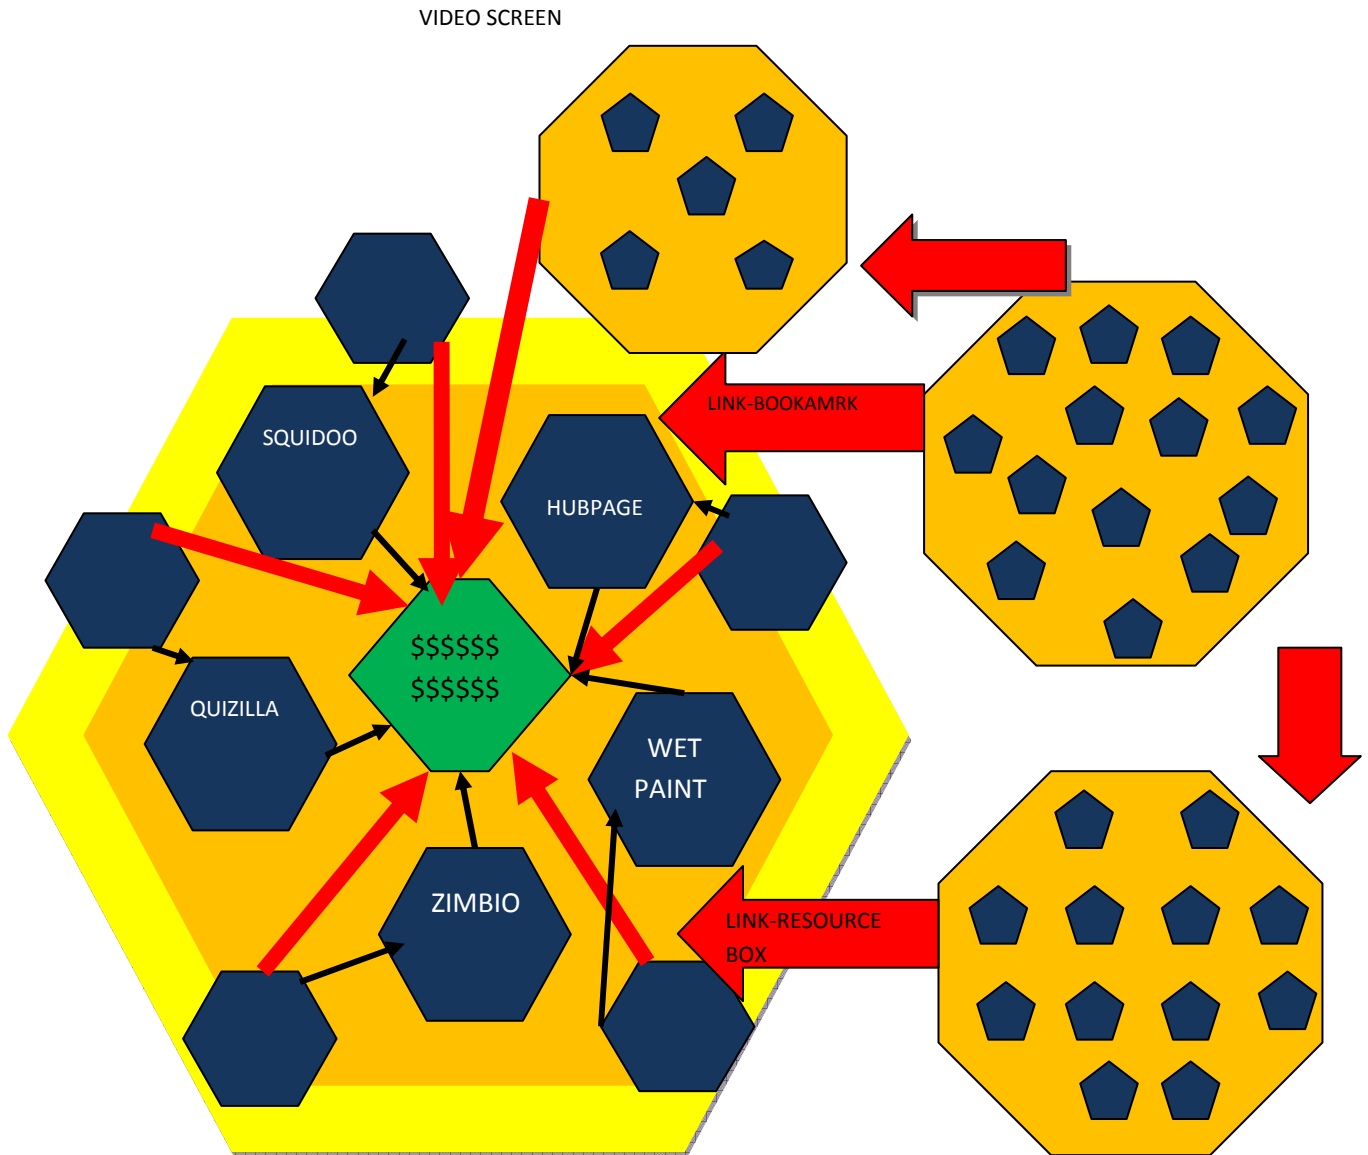 VIDEO SCREEN
LINK-BOOKAMRK
SQUIDOO
HUBPAGE
$$$$$$
$$$$$$
QUIZILLA
WET
PAINT
ZIMBIO
LINK-RESOURCE
BOX